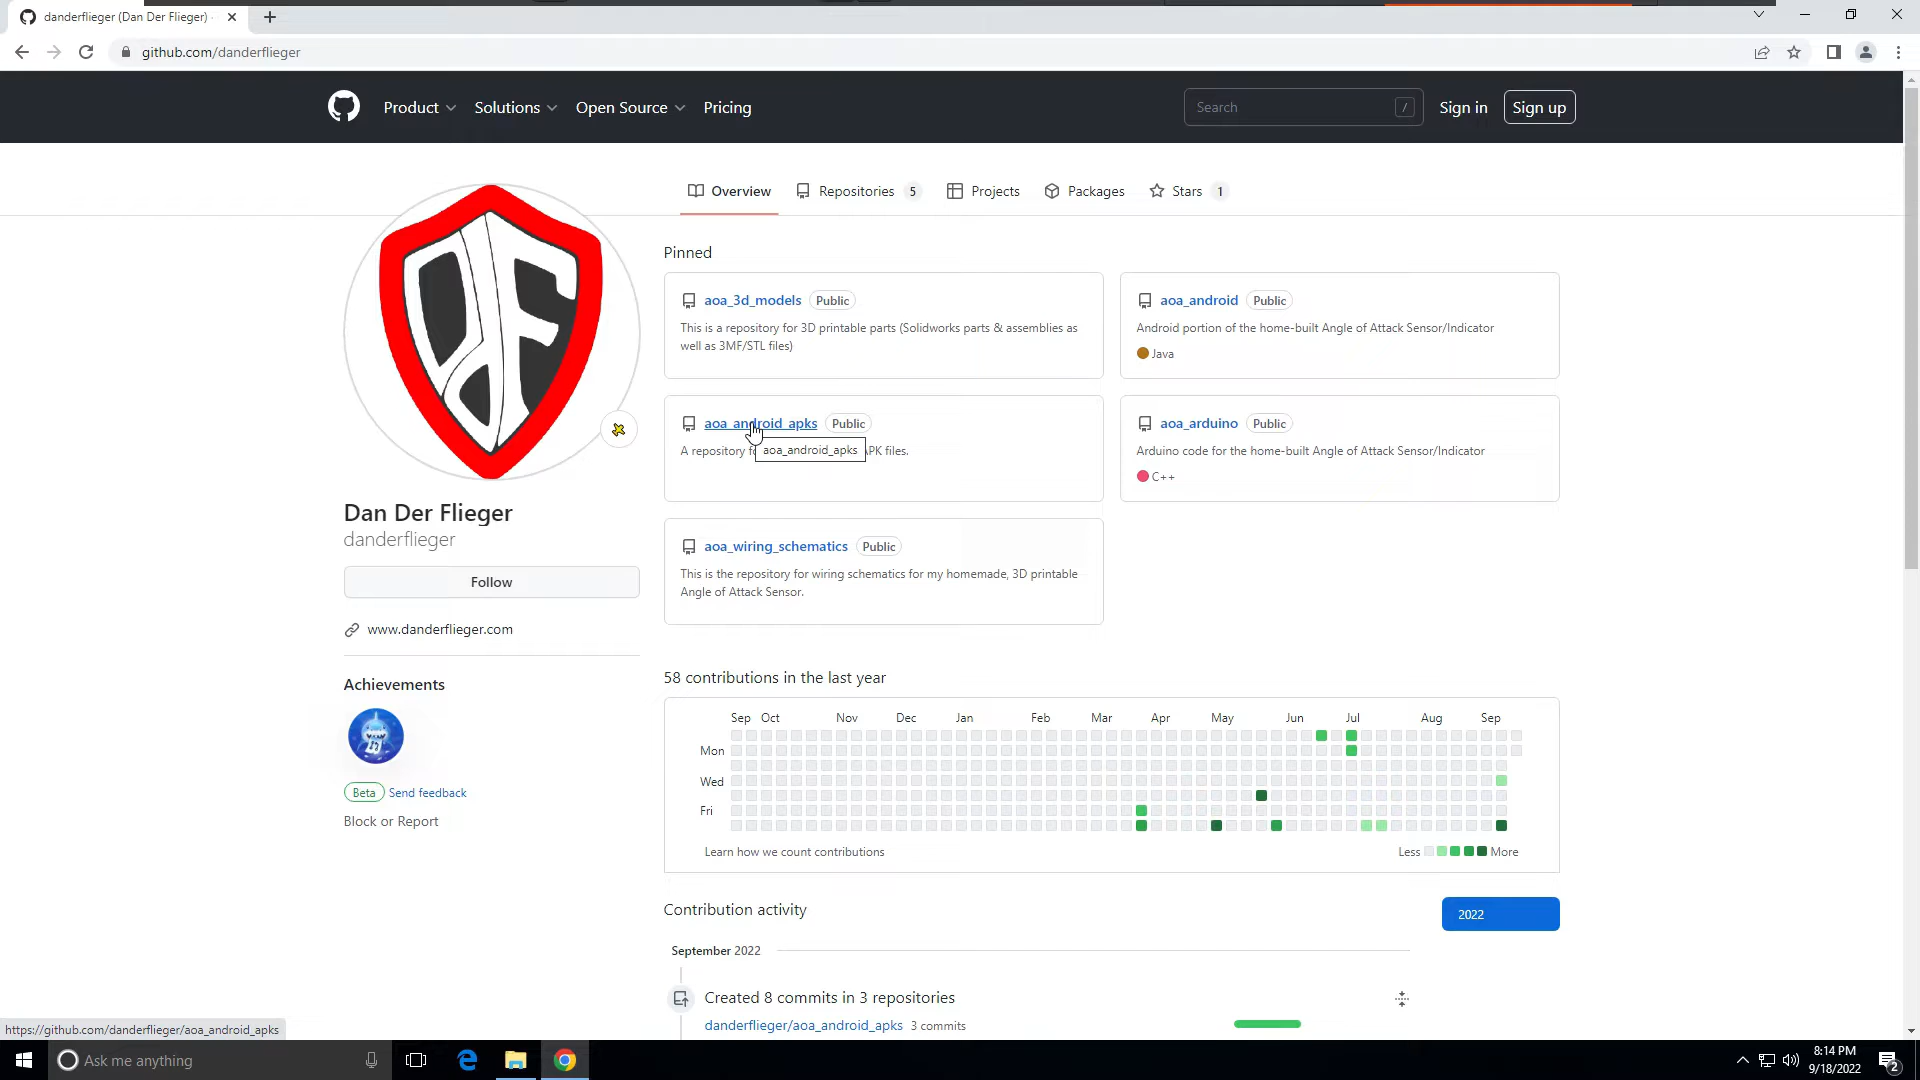 danderflieger (Dan Der Flieger) ·
github.com/danderflieger
Product Solutions Open Source Pricing
Search / Sign in Sign up
Overview Repositories 5 Projects Packages Stars 1
dF
Pinned
aoa_3d_models Public
This is a repository for 3D printable parts (Solidworks parts & assemblies as
well as 3MF/STL files)
aoa_android Public
Android portion of the home-built Angle of Attack Sensor/Indicator
Java
aoa_android_apks Public
A repository f
PK files.
aoa_android_apks
aoa_arduino Public
Arduino code for the home-built Angle of Attack Sensor/Indicator
C++
aoa_wiring_schematics Public
This is the repository for wiring schematics for my homemade, 3D printable
Angle of Attack Sensor.
Dan Der Flieger
danderflieger
Follow
www.danderflieger.com
Achievements
Beta Send feedback
Block or Report
58 contributions in the last year
Sep Oct Nov Dec Jan Feb Mar Apr May Jun Jul Aug Sep
Mon
Wed
Fri
Learn how we count contributions
Less More
Contribution activity
2022
September 2022
Created 8 commits in 3 repositories
danderflieger/aoa_android_apks 3 commits
https://github.com/danderflieger/aoa_android_apks
Ask me anything
8:14 PM
9/18/2022
2